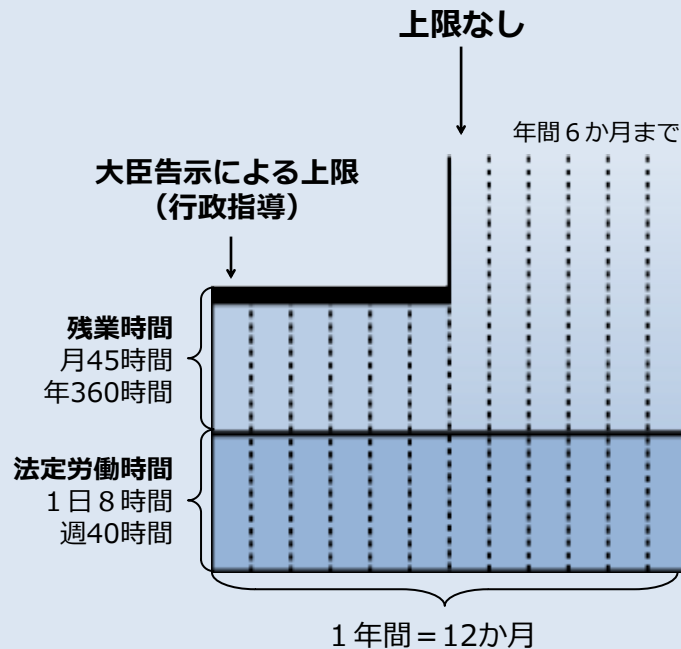 上限なし
年間６か月まで
大臣告示による上限
（行政指導）
残業時間
月45時間
年360時間
法定労働時間
１日８時間
週40時間
１年間＝12か月